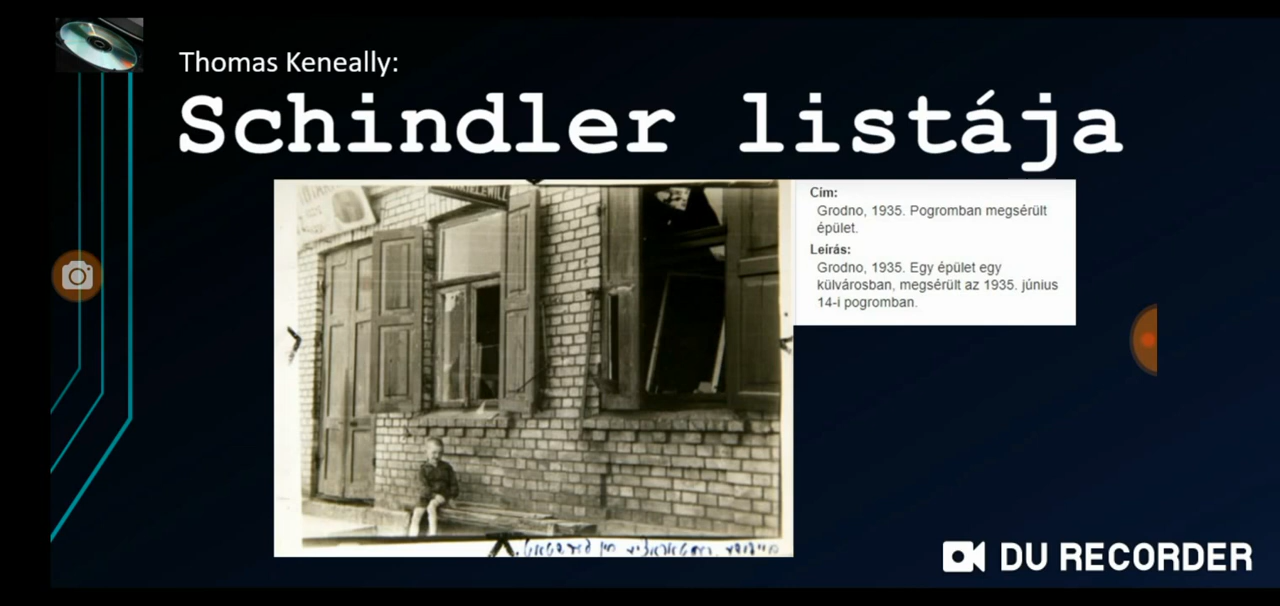 Thomas Keneally:
Schindler listája
Cím:
Grodno, 1935. Pogromban megsérült
épület.
Leírás:
Grodno, 1935. Egy épület egy
külvárosban, megsérült az 1935. június
14-i pogromban.
DU RECORDER